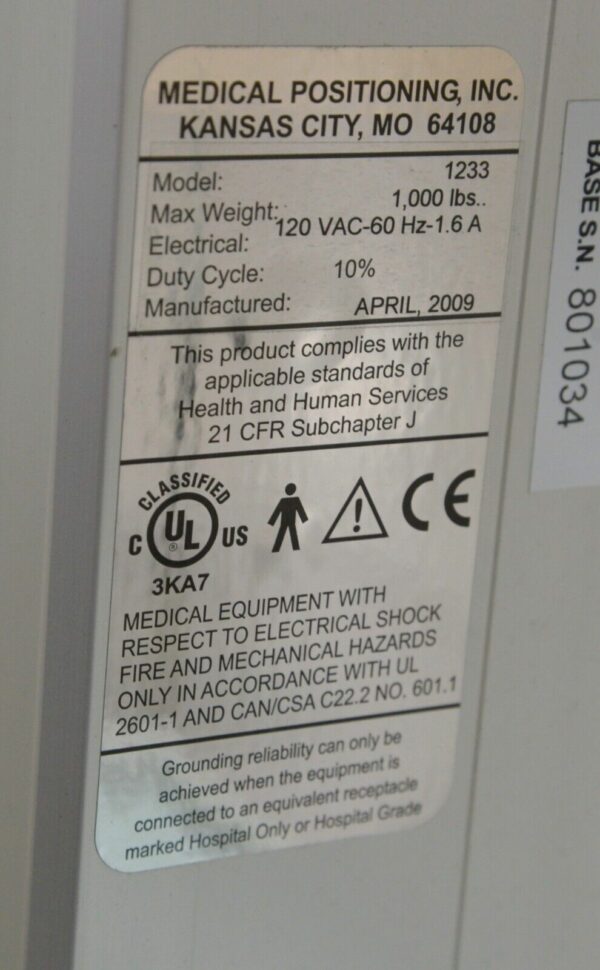 MEDICAL POSITIONING, INC.
KANSAS CITY, MO 64108
Model: 1233
Max Weight: 1,000 lbs..
Electrical: 120 VAC-60 Hz-1.6 A
Duty Cycle: 10%
Manufactured: APRIL, 2009
This product complies with the
applicable standards of
Health and Human Services
21 CFR Subchapter J
CLASSIFIED
C UL® US CE
3KA7
MEDICAL EQUIPMENT WITH
RESPECT TO ELECTRICAL SHOCK
FIRE AND MECHANICAL HAZARDS
ONLY IN ACCORDANCE WITH UL
2601-1 AND CAN/CSA C22.2 NO. 601.1
Grounding reliability can only be
achieved when the equipment is
connected to an equivalent receptacle
marked Hospital Only or Hospital Grade
BASE S.N. 801034